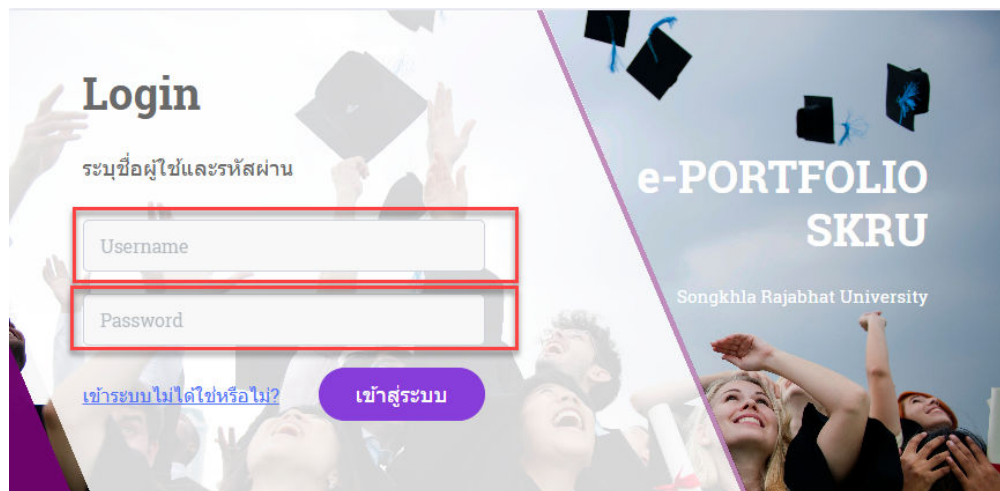 Login
ระบุชื่อผู้ใช้และรหัสผ่าน
Username
Password
เข้าระบบไม่ได้ใช่หรือไม่?
เข้าสู่ระบบ
e-PORTFOLIO
SKRU
Songkhla Rajabhat University